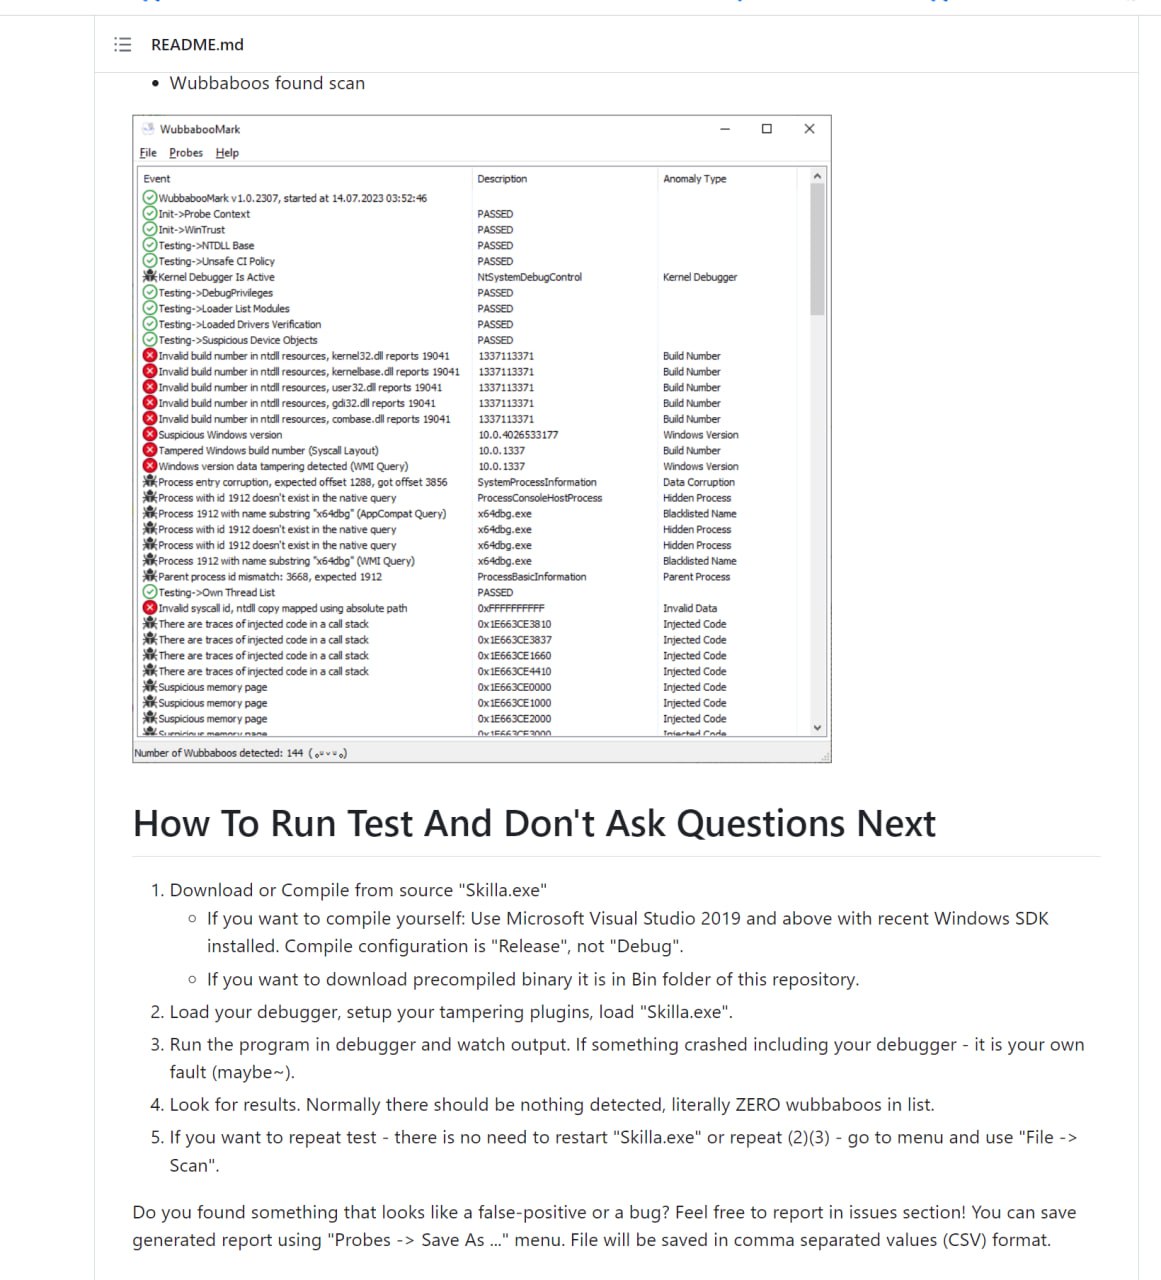 README.md
• Wubbaboos found scan
WubbabooMark
File Probes Help
Event Description Anomaly Type
WubbabooMark v1.0.2307, started at 14.07.2023 03:52:46
Init->Probe Context PASSED
Init->WinTrust PASSED
Testing->NTDLL Base PASSED
Testing->Unsafe CI Policy PASSED
Kernel Debugger Is Active NtSystemDebugControl Kernel Debugger
Testing->DebugPrivileges PASSED
Testing->Loader List Modules PASSED
Testing->Loaded Drivers Verification PASSED
Testing->Suspicious Device Objects PASSED
Invalid build number in ntdll resources, kernel32.dll reports 19041 1337113371 Build Number
Invalid build number in ntdll resources, kernelbase.dll reports 19041 1337113371 Build Number
Invalid build number in ntdll resources, user32.dll reports 19041 1337113371 Build Number
Invalid build number in ntdll resources, gdi32.dll reports 19041 1337113371 Build Number
Invalid build number in ntdll resources, combase.dll reports 19041 1337113371 Build Number
Suspicious Windows version 10.0.4026533177 Windows Version
Tampered Windows build number (Syscall Layout) 10.0.1337 Build Number
Windows version data tampering detected (WMI Query) 10.0.1337 Windows Version
Process entry corruption, expected offset 1288, got offset 3856 SystemProcessInformation Data Corruption
Process with id 1912 doesn't exist in the native query ProcessConsoleHostProcess Hidden Process
Process 1912 with name substring "x64dbg" (AppCompat Query) x64dbg.exe Blacklisted Name
Process with id 1912 doesn't exist in the native query x64dbg.exe Hidden Process
Process with id 1912 doesn't exist in the native query x64dbg.exe Hidden Process
Process 1912 with name substring "x64dbg" (WMI Query) x64dbg.exe Blacklisted Name
Parent process id mismatch: 3668, expected 1912 ProcessBasicInformation Parent Process
Testing->Own Thread List PASSED
Invalid syscall id, ntdll copy mapped using absolute path 0xFFFFFFFFFF Invalid Data
There are traces of injected code in a call stack 0x1E663CE3810 Injected Code
There are traces of injected code in a call stack 0x1E663CE3837 Injected Code
There are traces of injected code in a call stack 0x1E663CE1660 Injected Code
There are traces of injected code in a call stack 0x1E663CE4410 Injected Code
Suspicious memory page 0x1E663CE0000 Injected Code
Suspicious memory page 0x1E663CE1000 Injected Code
Suspicious memory page 0x1E663CE2000 Injected Code
Suspicious memory page 0x1E663CE3000 Injected Code
Number of Wubbaboos detected: 144
How To Run Test And Don't Ask Questions Next
1. Download or Compile from source "Skilla.exe"
○ If you want to compile yourself: Use Microsoft Visual Studio 2019 and above with recent Windows SDK
installed. Compile configuration is "Release", not "Debug".
○ If you want to download precompiled binary it is in Bin folder of this repository.
2. Load your debugger, setup your tampering plugins, load "Skilla.exe".
3. Run the program in debugger and watch output. If something crashed including your debugger - it is your own
fault (maybe~).
4. Look for results. Normally there should be nothing detected, literally ZERO wubbaboos in list.
5. If you want to repeat test - there is no need to restart "Skilla.exe" or repeat (2)(3) - go to menu and use "File ->
Scan".
Do you found something that looks like a false-positive or a bug? Feel free to report in issues section! You can save
generated report using "Probes -> Save As ..." menu. File will be saved in comma separated values (CSV) format.